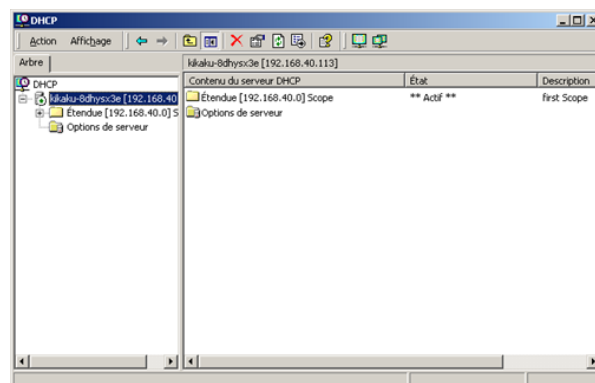 DHCP
Action Affichage
Arbre
kikaku-8dhysx3e [192.168.40.113]
DHCP
kikaku-8dhysx3e [192.168.40
Étendue [192.168.40.0] S
Options de serveur
Contenu du serveur DHCP État Description
Étendue [192.168.40.0] Scope ** Actif ** first Scope
Options de serveur